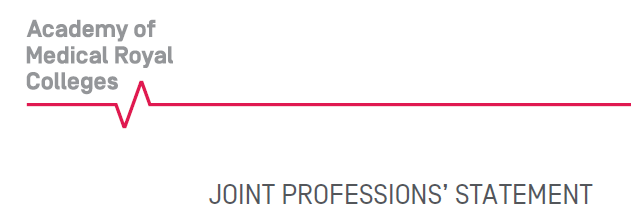 Academy of
Medical Royal
Colleges
JOINT PROFESSIONS’ STATEMENT